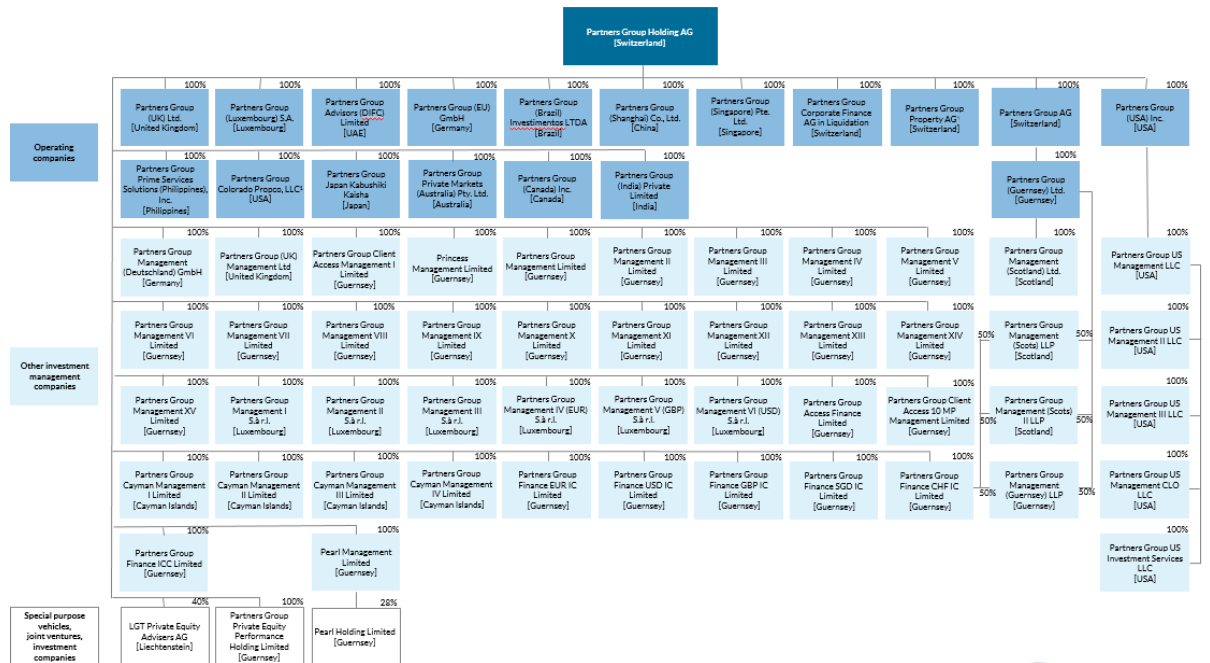 Partners Group Holding AG
[Switzerland]
100%
100%
100%
100%
100%
100%
100%
100%
100%
100%
100%
Partners Group
(UK) Ltd.
[United Kingdom]
Partners Group
(Luxembourg) S.A.
[Luxembourg]
Partners Group
Advisors (DIFC)
Limited
[UAE]
Partners Group (EU)
GmbH
[Germany]
Partners Group
(Brazil)
Investimentos LTDA
[Brazil]
Partners Group
(Shanghai) Co., Ltd.
[China]
Partners Group
(Singapore) Pte.
Ltd.
[Singapore]
Partners Group
Corporate Finance
AG in Liquidation
[Switzerland]
Partners Group
Property AG¹
[Switzerland]
Partners Group AG
[Switzerland]
Partners Group
(USA) Inc.
[USA]
Operating
companies
100%
100%
100%
100%
100%
100%
100%
Partners Group
Prime Services
Solutions (Philippines),
Inc.
[Philippines]
Partners Group
Colorado Propco, LLC¹
[USA]
Partners Group
Japan Kabushiki
Kaisha
[Japan]
Partners Group
Private Markets
(Australia) Pty. Ltd.
[Australia]
Partners Group
(Canada) Inc.
[Canada]
Partners Group
(India) Private
Limited
[India]
Partners Group
(Guernsey) Ltd.
[Guernsey]
100%
100%
100%
100%
100%
100%
100%
100%
100%
100%
100%
Partners Group
Management
(Deutschland) GmbH
[Germany]
Partners Group (UK)
Management Ltd
[United Kingdom]
Partners Group Client
Access Management I
Limited
[Guernsey]
Princess
Management Limited
[Guernsey]
Partners Group
Management Limited
[Guernsey]
Partners Group
Management II
Limited
[Guernsey]
Partners Group
Management III
Limited
[Guernsey]
Partners Group
Management IV
Limited
[Guernsey]
Partners Group
Management V
Limited
[Guernsey]
Partners Group
Management
(Scotland) Ltd.
[Scotland]
Partners Group US
Management LLC
[USA]
100%
100%
100%
100%
100%
100%
100%
100%
100%
100%
Partners Group
Management VI
Limited
[Guernsey]
Partners Group
Management VII
Limited
[Guernsey]
Partners Group
Management VIII
Limited
[Guernsey]
Partners Group
Management IX
Limited
[Guernsey]
Partners Group
Management X
Limited
[Guernsey]
Partners Group
Management XI
Limited
[Guernsey]
Partners Group
Management XII
Limited
[Guernsey]
Partners Group
Management XIII
Limited
[Guernsey]
Partners Group
Management XIV
Limited
[Guernsey]
50%
Partners Group
Management
(Scots) LLP
[Scotland]
50%
Partners Group US
Management II LLC
[USA]
Other investment
management
companies
100%
100%
100%
100%
100%
100%
100%
100%
100%
100%
Partners Group
Management XV
Limited
[Guernsey]
Partners Group
Management I
S.à r.l.
[Luxembourg]
Partners Group
Management II
S.à r.l.
[Luxembourg]
Partners Group
Management III
S.à r.l.
[Luxembourg]
Partners Group
Management IV (EUR)
S.à r.l.
[Luxembourg]
Partners Group
Management V (GBP)
S.à r.l.
[Luxembourg]
Partners Group
Management VI (USD)
S.à r.l.
[Luxembourg]
Partners Group
Access Finance
Limited
[Guernsey]
Partners Group Client
Access 10 MP
Management Limited
[Guernsey]
50%
Partners Group
Management (Scots)
II LLP
[Scotland]
50%
Partners Group US
Management III LLC
[USA]
100%
100%
100%
100%
100%
100%
100%
100%
100%
100%
Partners Group
Cayman Management
I Limited
[Cayman Islands]
Partners Group
Cayman Management
II Limited
[Cayman Islands]
Partners Group
Cayman Management
III Limited
[Cayman Islands]
Partners Group
Cayman Management
IV Limited
[Cayman Islands]
Partners Group
Finance EUR IC
Limited
[Guernsey]
Partners Group
Finance USD IC
Limited
[Guernsey]
Partners Group
Finance GBP IC
Limited
[Guernsey]
Partners Group
Finance SGD IC
Limited
[Guernsey]
Partners Group
Finance CHF IC
Limited
[Guernsey]
50%
Partners Group
Management
(Guernsey) LLP
[Guernsey]
50%
Partners Group US
Management CLO
LLC
[USA]
100%
100%
100%
Partners Group
Finance ICC Limited
[Guernsey]
Pearl Management
Limited
[Guernsey]
Partners Group US
Investment Services
LLC
[USA]
40%
100%
28%
Special purpose
vehicles,
joint ventures,
investment
companies
LGT Private Equity
Advisers AG
[Liechtenstein]
Partners Group
Private Equity
Performance
Holding Limited
[Guernsey]
Pearl Holding Limited
[Guernsey]